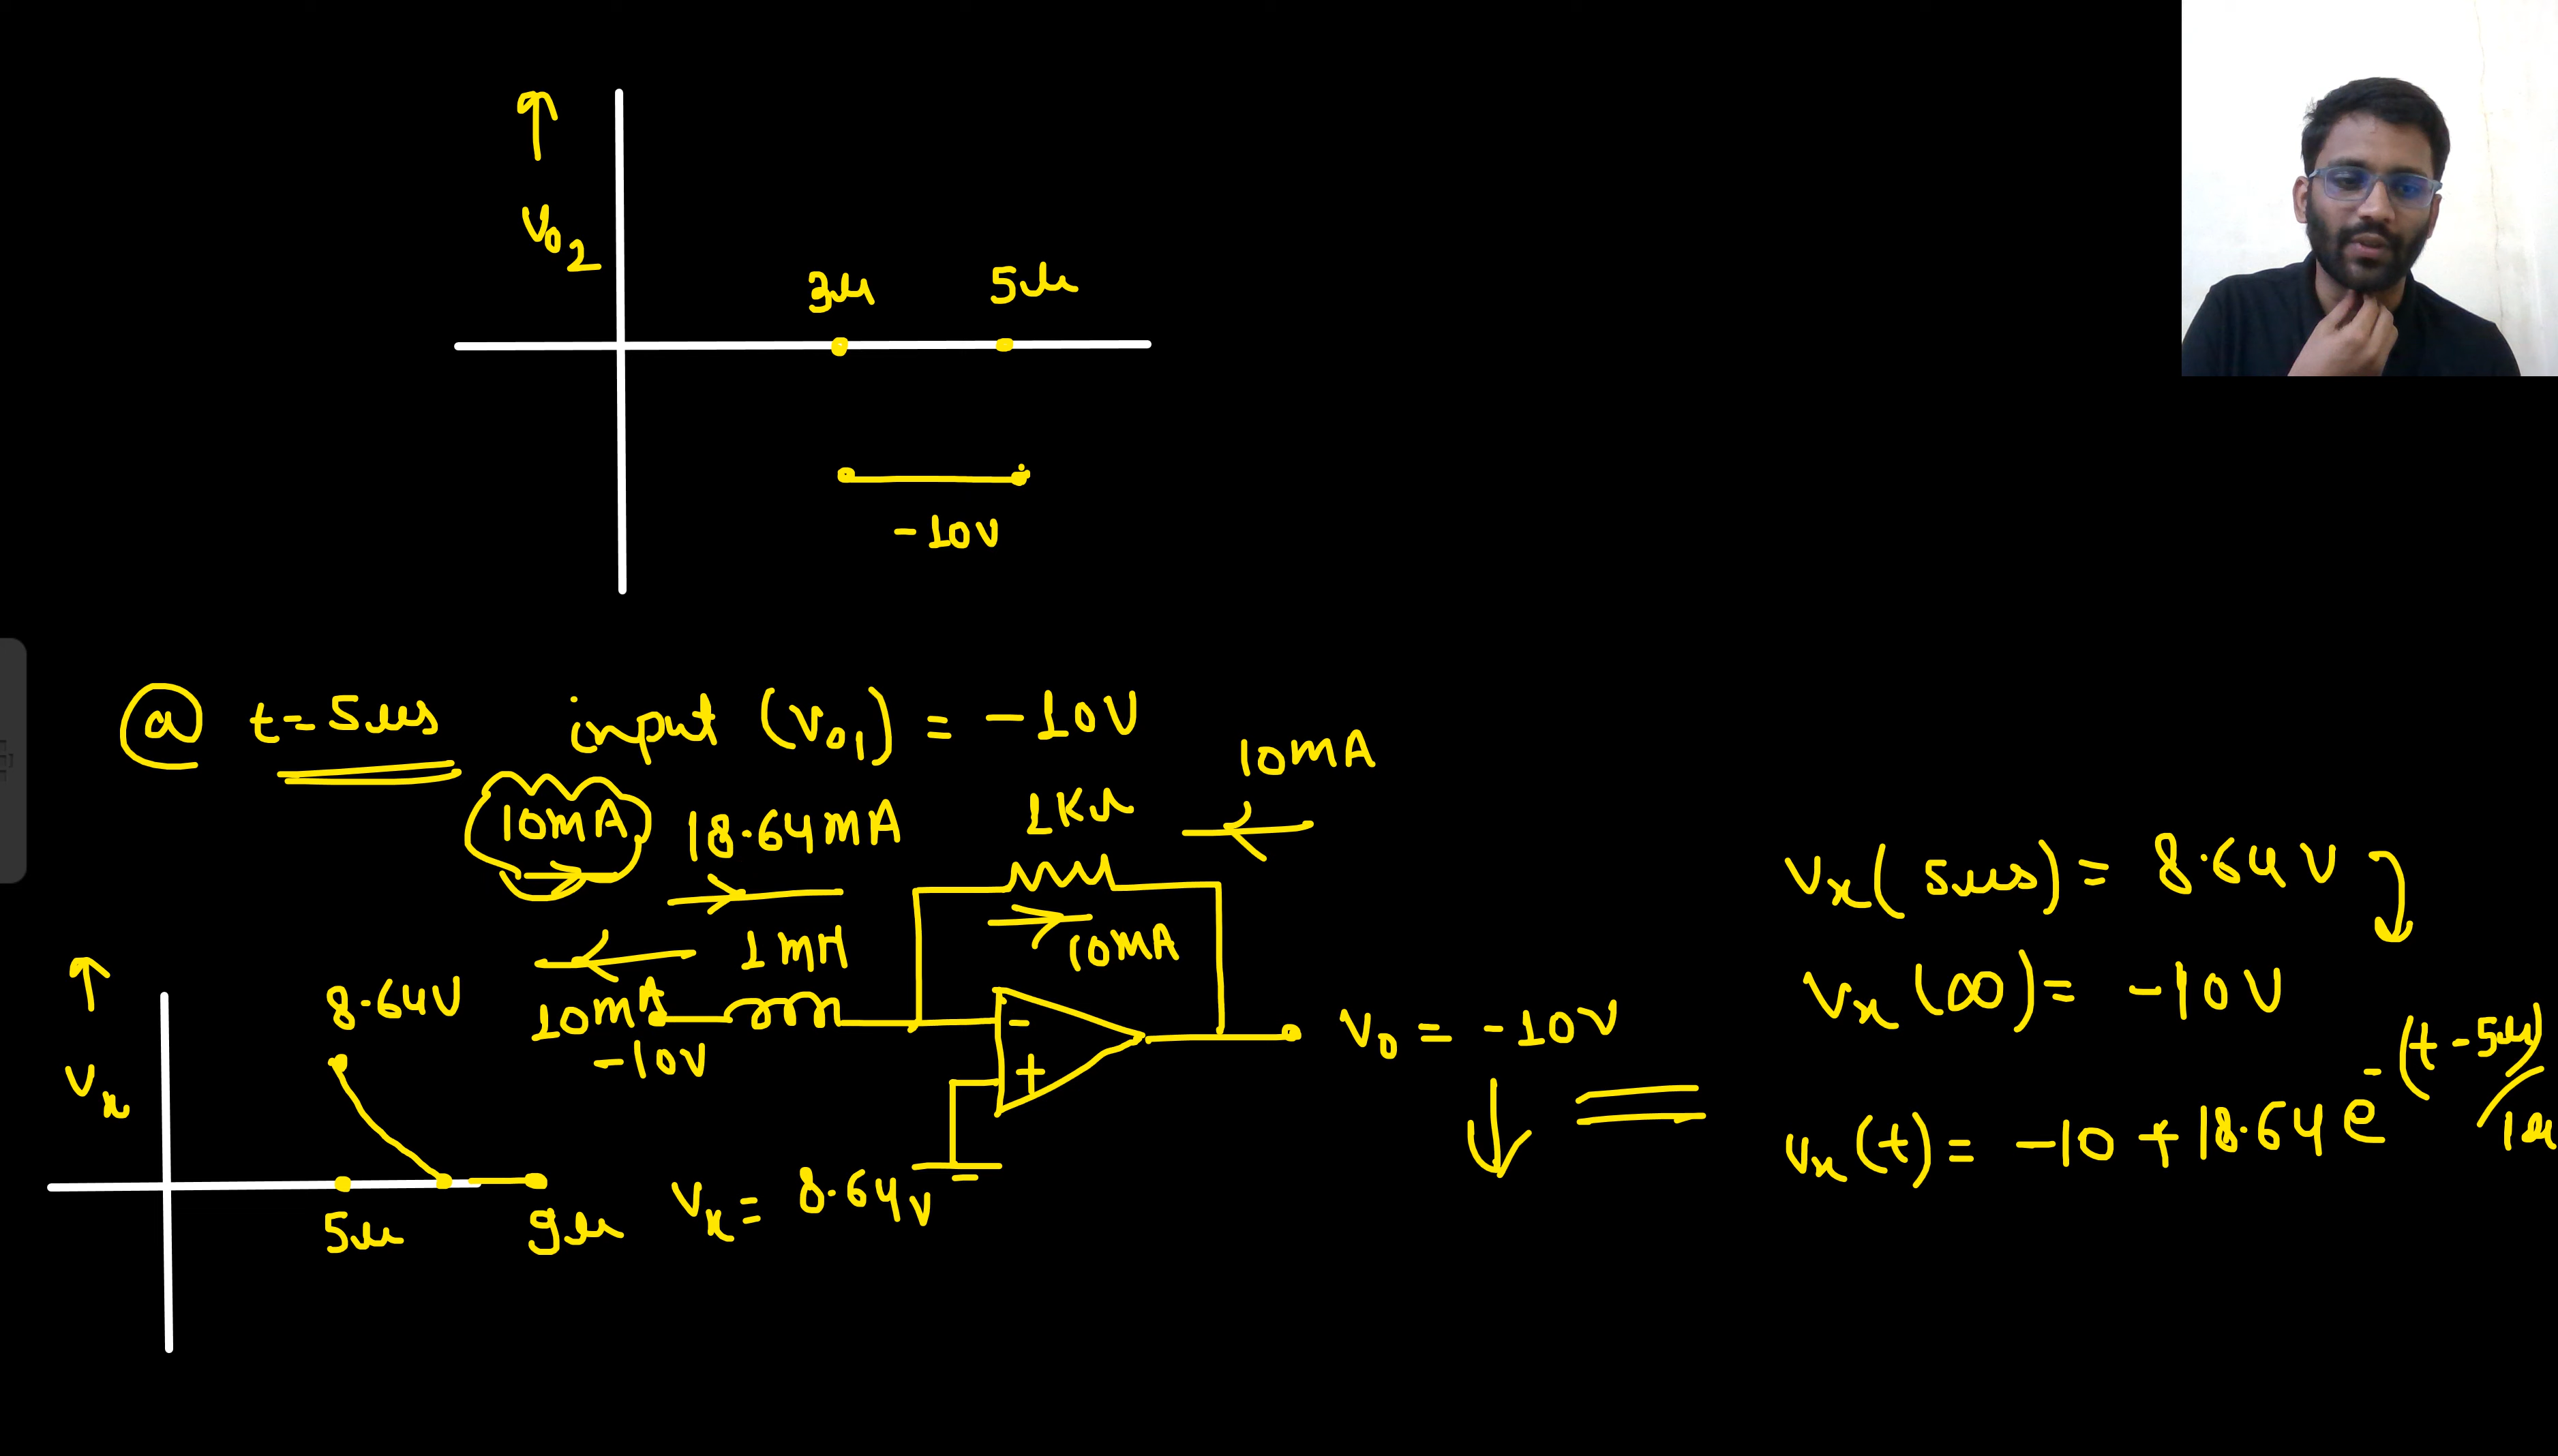 V02
3μ 5μ
-10V
@ t=5μs input (V01) = -10V
10mA
10mA 18.64mA 1KΩ
10mA
1mH
10mA
-10V
- +
V0 = -10V
Vx = 8.64V
Vx
8.64V
5μ 9μ
Vx(5μs) = 8.64V
Vx(∞) = -10V
Vx(t) = -10 + 18.64 e -(t-5μ)/1μ